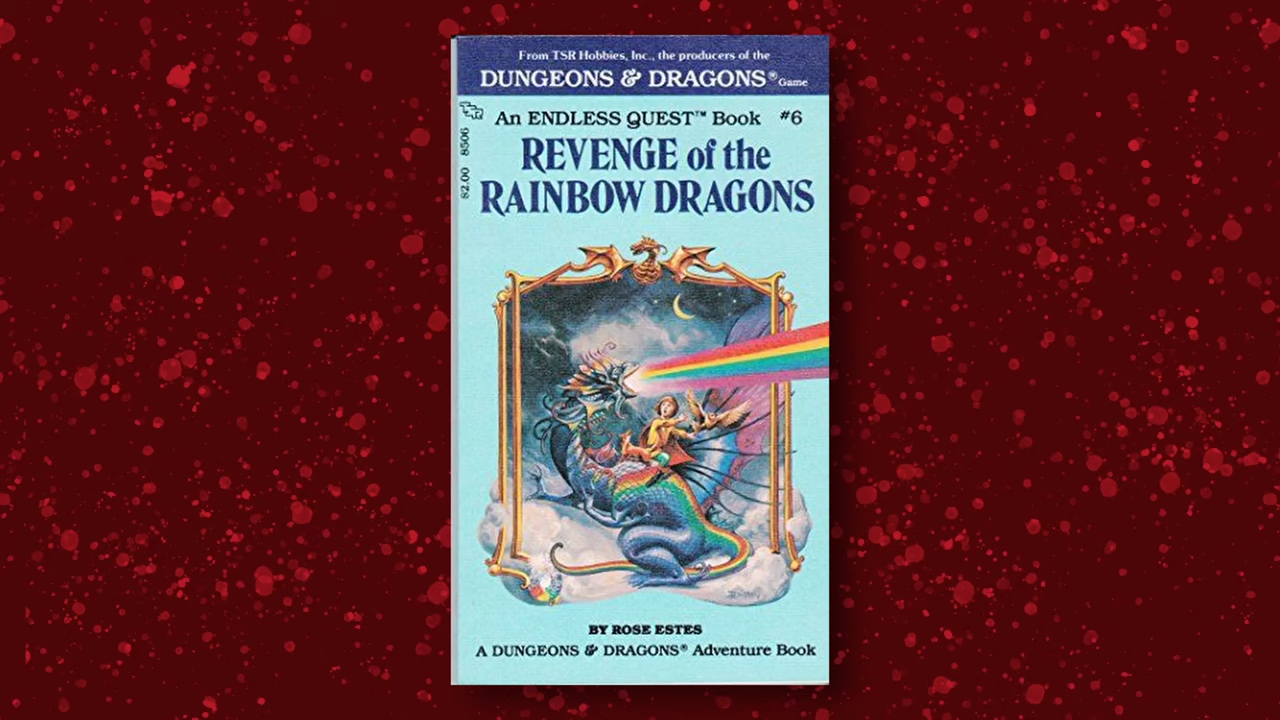 From TSR Hobbies, Inc., the producers of the
DUNGEONS & DRAGONS® Game
An ENDLESS QUEST™ Book #6
REVENGE of the
RAINBOW DRAGONS
$2.00 8506
TSR
BY ROSE ESTES
A DUNGEONS & DRAGONS® Adventure Book